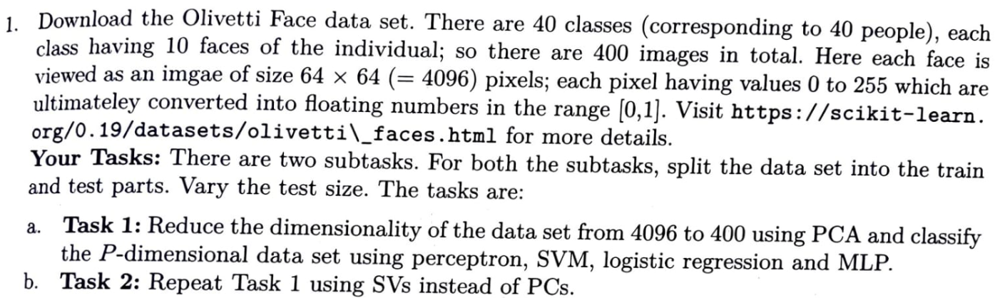 1. Download the Olivetti Face data set. There are 40 classes (corresponding to 40 people), each
class having 10 faces of the individual; so there are 400 images in total. Here each face is
viewed as an imgae of size 64 × 64 (= 4096) pixels; each pixel having values 0 to 255 which are
ultimateley converted into floating numbers in the range [0,1]. Visit https://scikit-learn.
org/0.19/datasets/olivetti\_faces.html for more details.
Your Tasks: There are two subtasks. For both the subtasks, split the data set into the train
and test parts. Vary the test size. The tasks are:
a. Task 1: Reduce the dimensionality of the data set from 4096 to 400 using PCA and classify
the P-dimensional data set using perceptron, SVM, logistic regression and MLP.
b. Task 2: Repeat Task 1 using SVs instead of PCs.